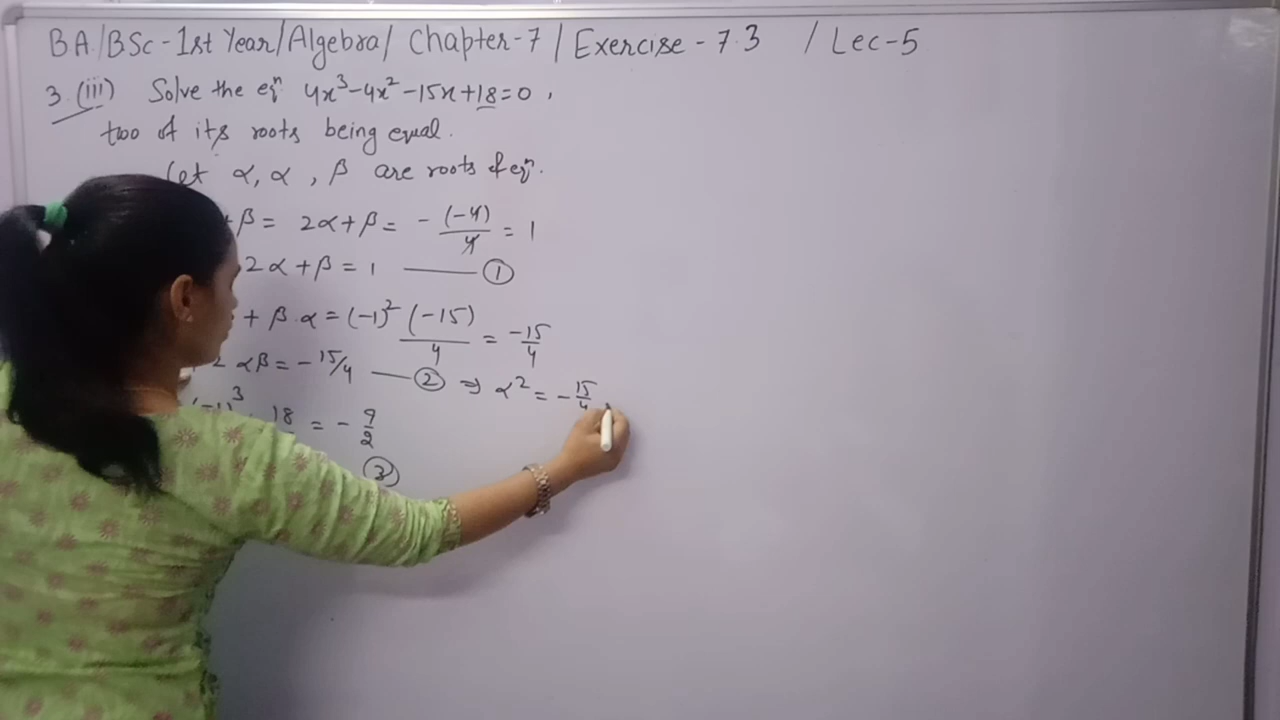 BA/BSc-1st Year/Algebra/ Chapter-7 / Exercise-7.3 / Lec-5
3.(iii) Solve the eqⁿ 4x³-4x²-15x+18=0,
two of its roots being equal.
Let α, α, β are roots of eqⁿ.
+β = 2α+β = -(-4)/4 = 1
2α+β = 1 ——— ①
+ β.α = (-1)² (-15)/4 = -15/4
2αβ = -15/4 —— ② ⇒ α² = -15/4
(-1)³ 18 = -9/2
③